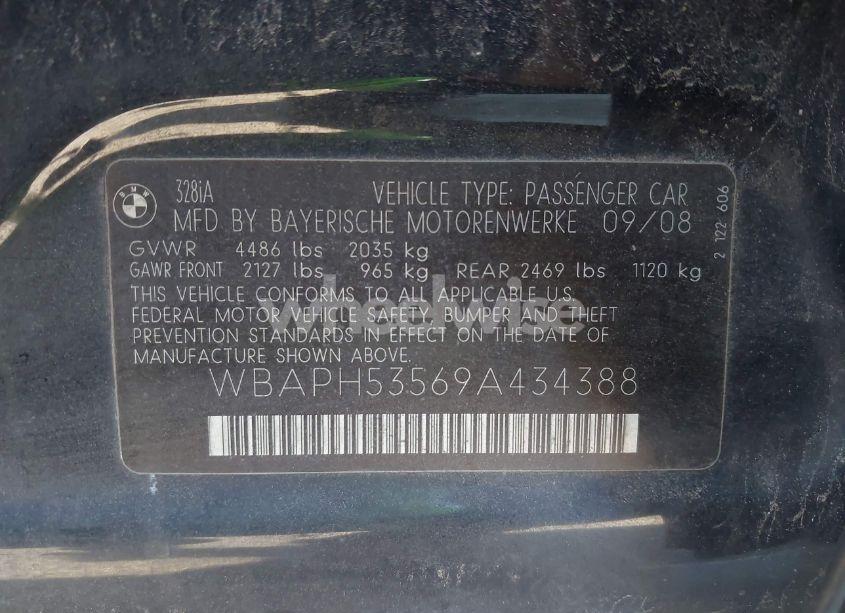 BMW
328iA VEHICLE TYPE: PASSENGER CAR
MFD BY BAYERISCHE MOTORENWERKE 09/08
GVWR 4486 lbs 2035 kg
GAWR FRONT 2127 lbs 965 kg REAR 2469 lbs 1120 kg
THIS VEHICLE CONFORMS TO ALL APPLICABLE U.S.
FEDERAL MOTOR VEHICLE SAFETY, BUMPER AND THEFT
PREVENTION STANDARDS IN EFFECT ON THE DATE OF
MANUFACTURE SHOWN ABOVE.
WBAPH53569A434388
2 122 606
wheelwise